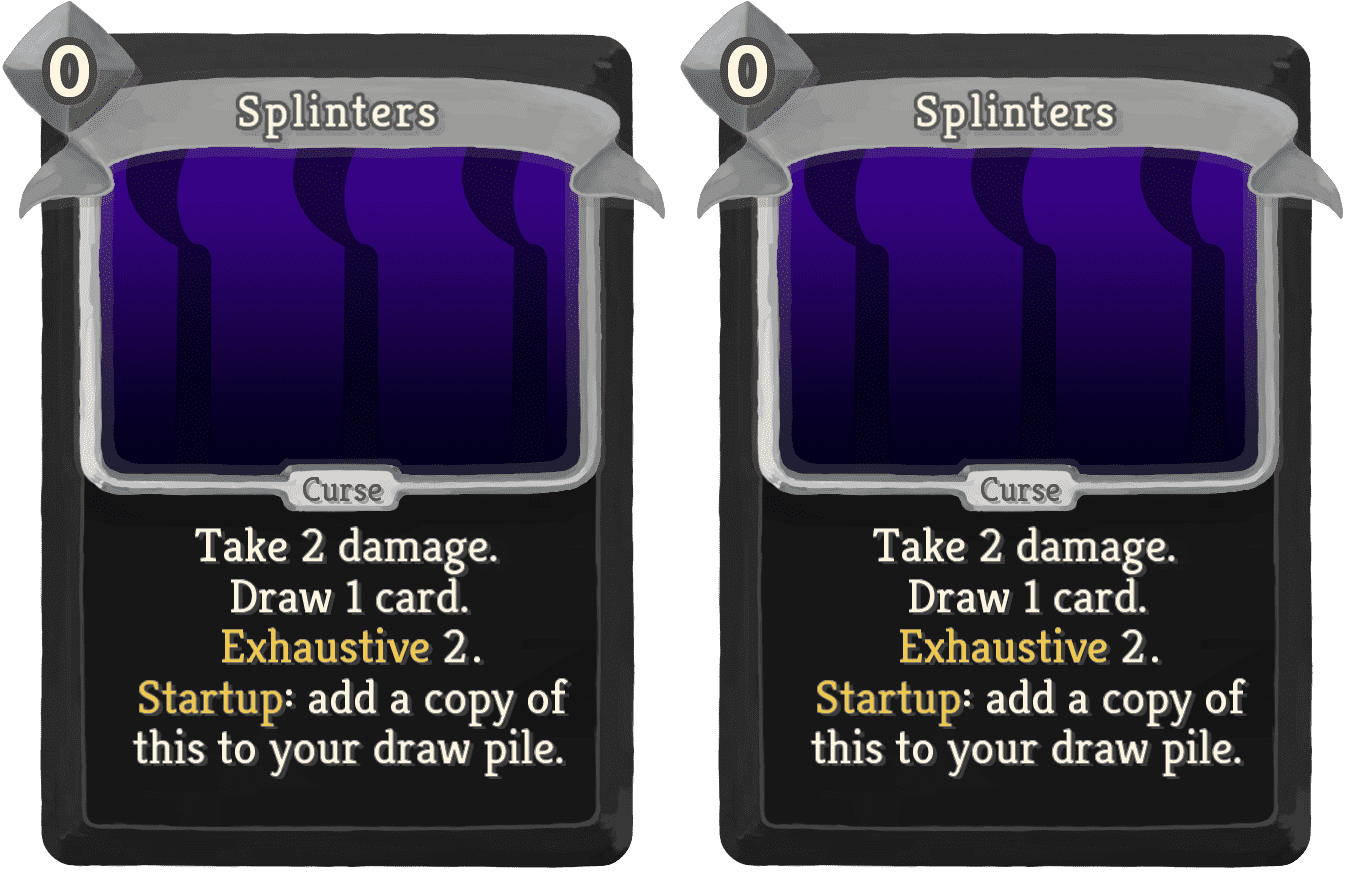 0
Splinters
Curse
Take 2 damage.
Draw 1 card.
Exhaustive 2.
Startup: add a copy of
this to your draw pile.
0
Splinters
Curse
Take 2 damage.
Draw 1 card.
Exhaustive 2.
Startup: add a copy of
this to your draw pile.